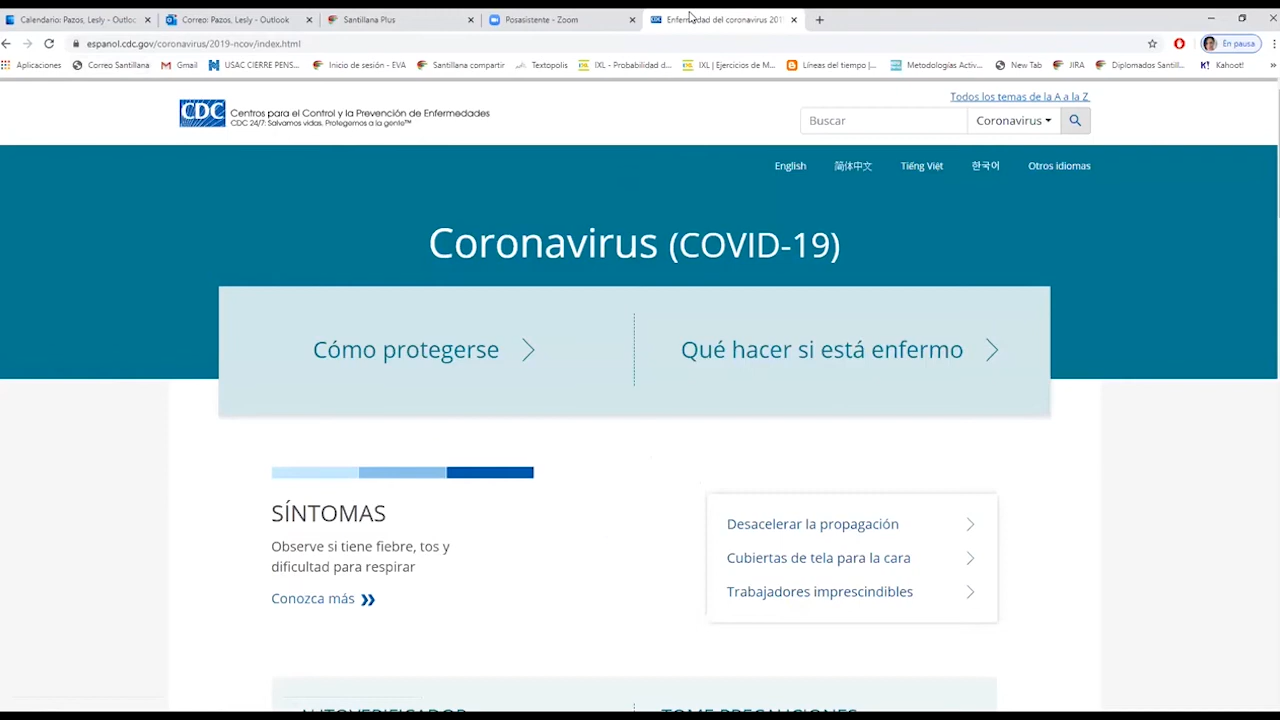 Calendario: Pazos, Lesly - Outloo
Correo: Pazos, Lesly - Outlook
Santillana Plus
Posasistente - Zoom
Enfermedad del coronavirus 201
espanol.cdc.gov/coronavirus/2019-ncov/index.html
En pausa
Aplicaciones
Correo Santillana
Gmail
USAC CIERRE PENS...
Inicio de sesión - EVA
Santillana compartir
Textopolis
IXL - Probabilidad d...
IXL | Ejercicios de M...
Líneas del tiempo |...
Metodologías Activ...
New Tab
JIRA
Diplomados Santill...
Kahoot!
CDC
Centros para el Control y la Prevención de Enfermedades
CDC 24/7: Salvamos vidas. Protegemos a la gente™
Todos los temas de la A a la Z
Buscar
Coronavirus
English
简体中文
Tiếng Việt
한국어
Otros idiomas
Coronavirus (COVID-19)
Cómo protegerse
Qué hacer si está enfermo
SÍNTOMAS
Observe si tiene fiebre, tos y
dificultad para respirar
Conozca más
Desacelerar la propagación
Cubiertas de tela para la cara
Trabajadores imprescindibles
AUTOVERIFICADOR
TOME PRECAUCIONES